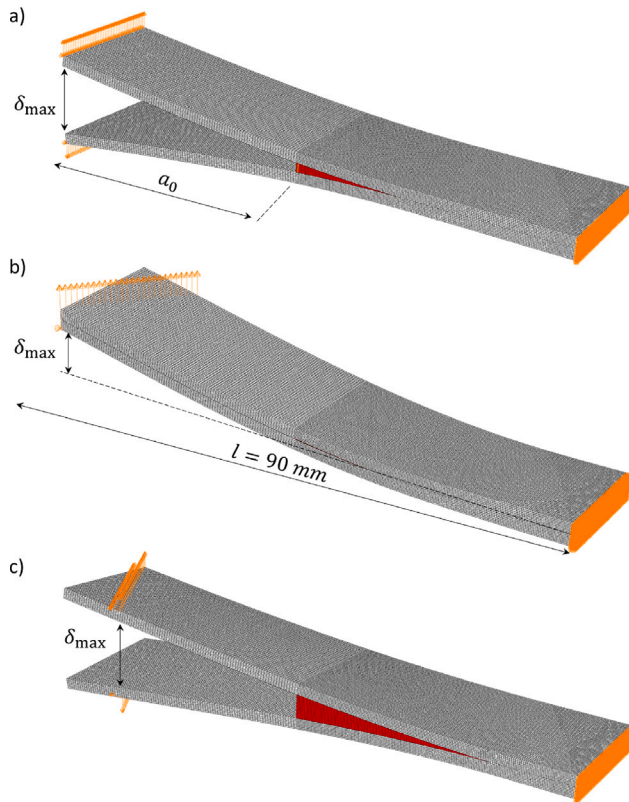 a)
δmax
a₀
b)
δmax
l = 90 mm
c)
δmax